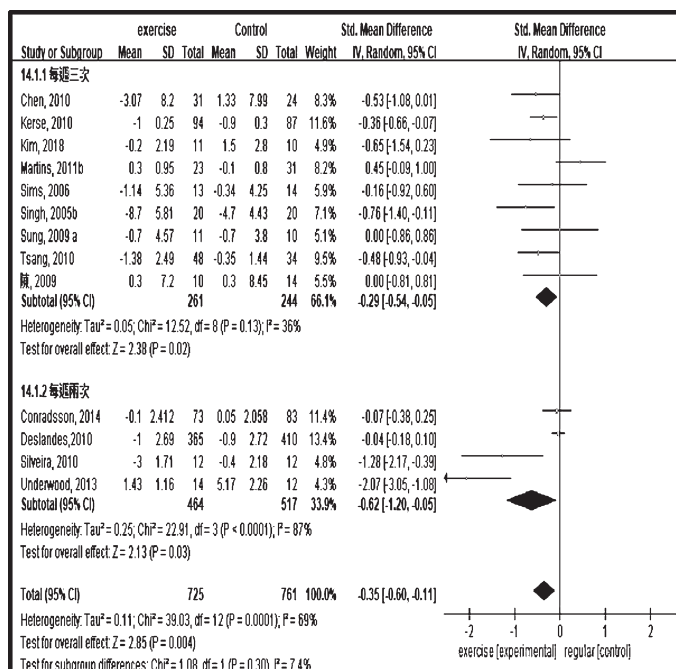 exercise Control Std. Mean Difference Std. Mean Difference
Study or Subgroup Mean SD Total Mean SD Total Weight IV, Random, 95% CI IV, Random, 95% CI
14.1.1 每週三次
Chen, 2010 -3.07 8.2 31 1.33 7.99 24 8.3% -0.53 [-1.08, 0.01]
Kerse, 2010 -1 0.25 94 -0.9 0.3 87 11.6% -0.36 [-0.66, -0.07]
Kim, 2018 -0.2 2.19 11 1.5 2.8 10 4.9% -0.65 [-1.54, 0.23]
Martins, 2011b 0.3 0.95 23 -0.1 0.8 31 8.3% 0.45 [-0.09, 1.00]
Sims, 2006 -1.14 5.36 13 -0.34 4.25 14 5.9% -0.16 [-0.92, 0.60]
Singh, 2005b -8.7 5.81 20 -4.7 4.43 20 7.2% -0.76 [-1.40, -0.11]
Sung, 2009 a -0.7 4.57 11 -0.7 3.8 10 5.0% 0.00 [-0.86, 0.86]
Tsang, 2010 -1.38 2.49 48 -0.35 1.44 34 9.5% -0.48 [-0.93, -0.04]
陳, 2009 0.3 7.2 10 0.3 8.45 14 5.4% 0.00 [-0.81, 0.81]
Subtotal (95% CI) 261 244 66.1% -0.29 [-0.54, -0.05]
Heterogeneity: Tau² = 0.05; Chi² = 12.52, df = 8 (P = 0.13); I² = 36%
Test for overall effect: Z = 2.38 (P = 0.02)
14.1.2 每週兩次
Conradsson, 2014 -0.1 2.412 73 0.05 2.058 83 11.4% -0.07 [-0.38, 0.25]
Deslandes,2010 -1 2.69 365 -0.9 2.72 410 13.4% -0.04 [-0.18, 0.10]
Silveira, 2010 -3 1.71 12 -0.4 2.18 12 4.8% -1.28 [-2.17, -0.39]
Underwood, 2013 1.43 1.16 14 5.17 2.26 12 4.2% -2.07 [-3.05, -1.08]
Subtotal (95% CI) 464 517 33.9% -0.62 [-1.20, -0.05]
Heterogeneity: Tau² = 0.25; Chi² = 22.91, df = 3 (P < 0.0001); I² = 87%
Test for overall effect: Z = 2.13 (P = 0.03)
Total (95% CI) 725 761 100.0% -0.35 [-0.60, -0.11]
Heterogeneity: Tau² = 0.11; Chi² = 39.03, df = 12 (P = 0.0001); I² = 69%
Test for overall effect: Z = 2.85 (P = 0.004)
Test for subgroup differences: Chi² = 1.08, df = 1 (P = 0.30), I² = 7.4%
-2 -1 0 1 2
exercise [experimental] regular [control]